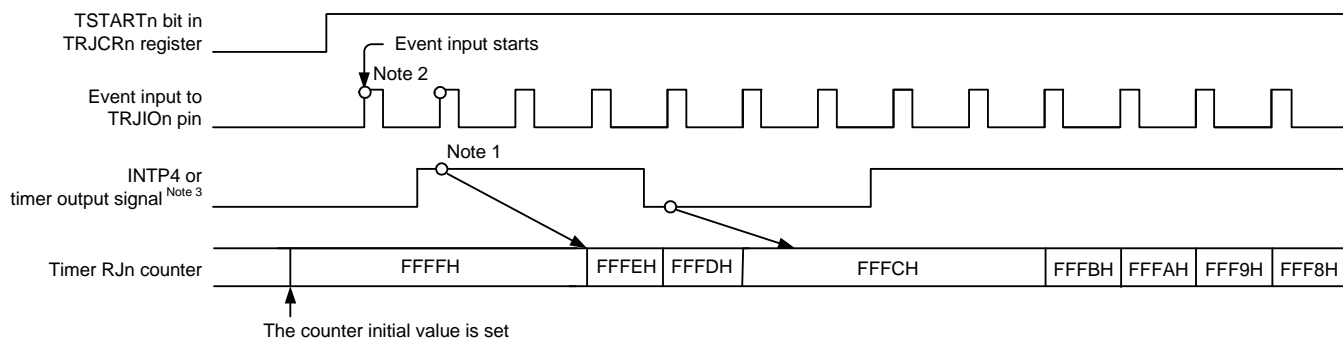 TSTARTn bit in
TRJCRn register
Event input starts
Note 2
Event input to
TRJIOn pin
Note 1
INTP4 or
timer output signal Note 3
Timer RJn counter
FFFFH
FFFEH
FFFDH
FFFCH
FFFBH
FFFAH
FFF9H
FFF8H
The counter initial value is set